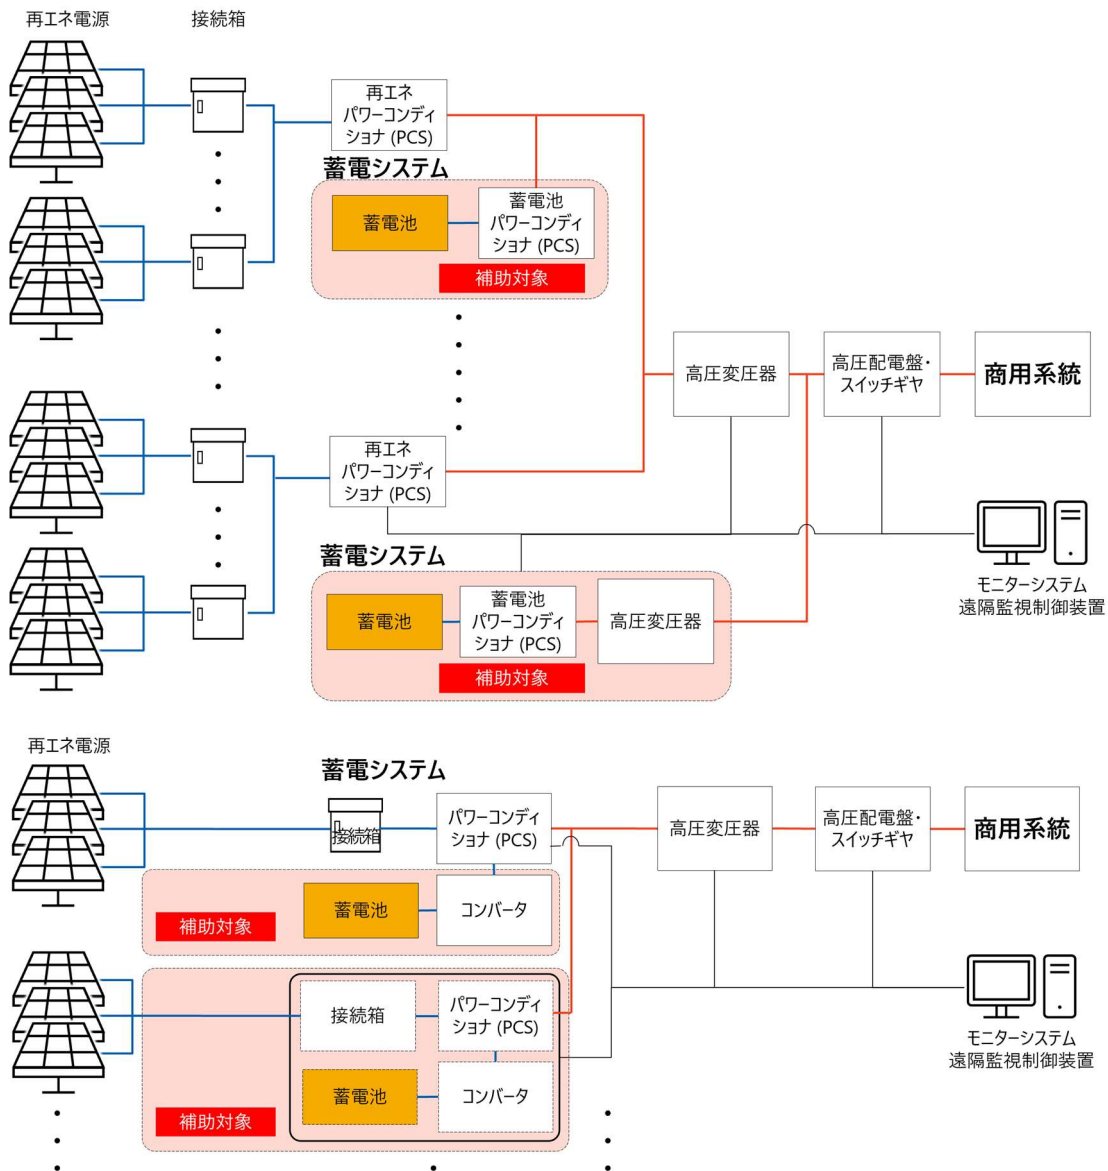 再エネ電源
接続箱
再エネ
パワーコンディ
ショナ (PCS)
蓄電システム
蓄電池
蓄電池
パワーコンディ
ショナ (PCS)
補助対象
高圧変圧器
高圧配電盤・
スイッチギヤ
商用系統
再エネ
パワーコンディ
ショナ (PCS)
モニターシステム
遠隔監視制御装置
蓄電システム
蓄電池
蓄電池
パワーコンディ
ショナ (PCS)
高圧変圧器
補助対象
再エネ電源
蓄電システム
接続箱
パワーコンディ
ショナ (PCS)
高圧変圧器
高圧配電盤・
スイッチギヤ
商用系統
補助対象
蓄電池
コンバータ
接続箱
パワーコンディ
ショナ (PCS)
モニターシステム
遠隔監視制御装置
蓄電池
コンバータ
補助対象